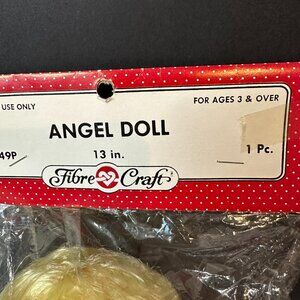 USE ONLY
FOR AGES 3 & OVER
ANGEL DOLL
49P
13 in.
1 Pc.
Fibre Craft